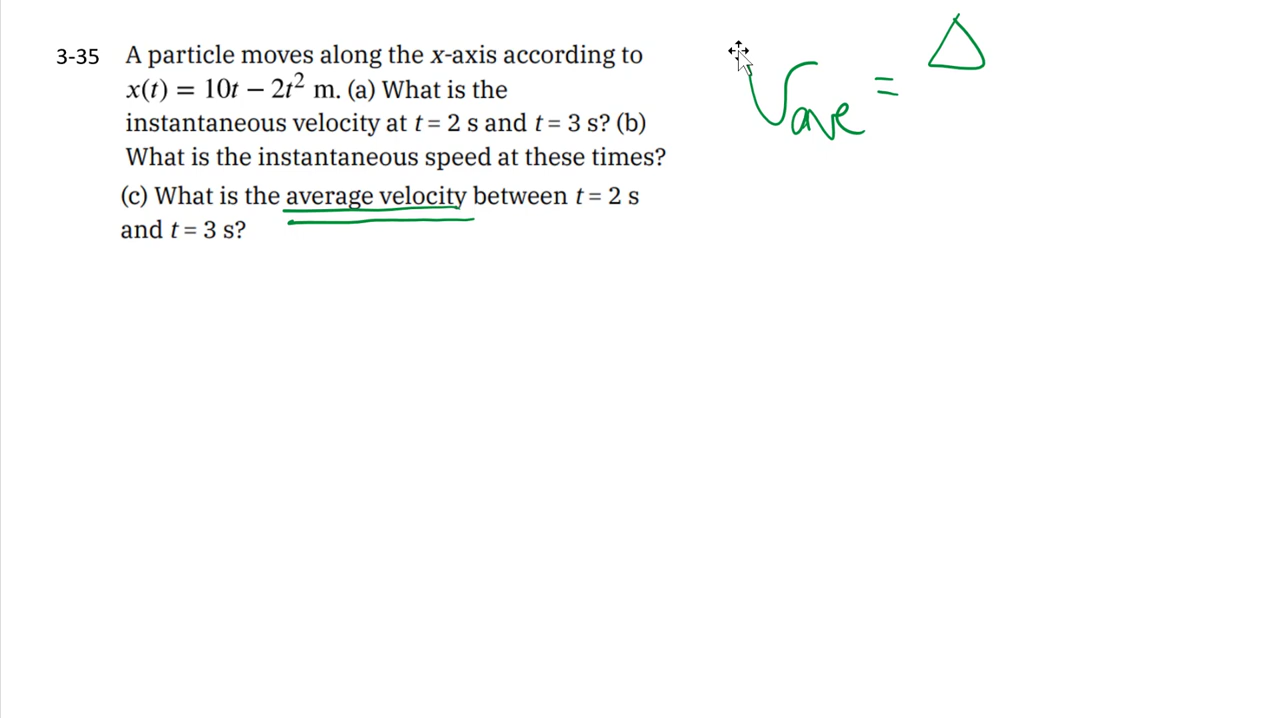 3-35 A particle moves along the x-axis according to
x(t) = 10t − 2t² m. (a) What is the
instantaneous velocity at t = 2 s and t = 3 s? (b)
What is the instantaneous speed at these times?
(c) What is the average velocity between t = 2 s
and t = 3 s?
Vave = Δ